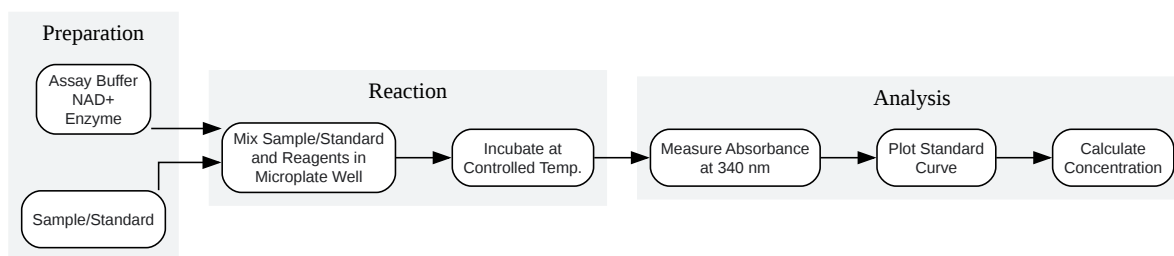 Preparation
Assay Buffer
NAD+
Enzyme
Sample/Standard
Reaction
Mix Sample/Standard
and Reagents in
Microplate Well
Incubate at
Controlled Temp.
Analysis
Measure Absorbance
at 340 nm
Plot Standard
Curve
Calculate
Concentration